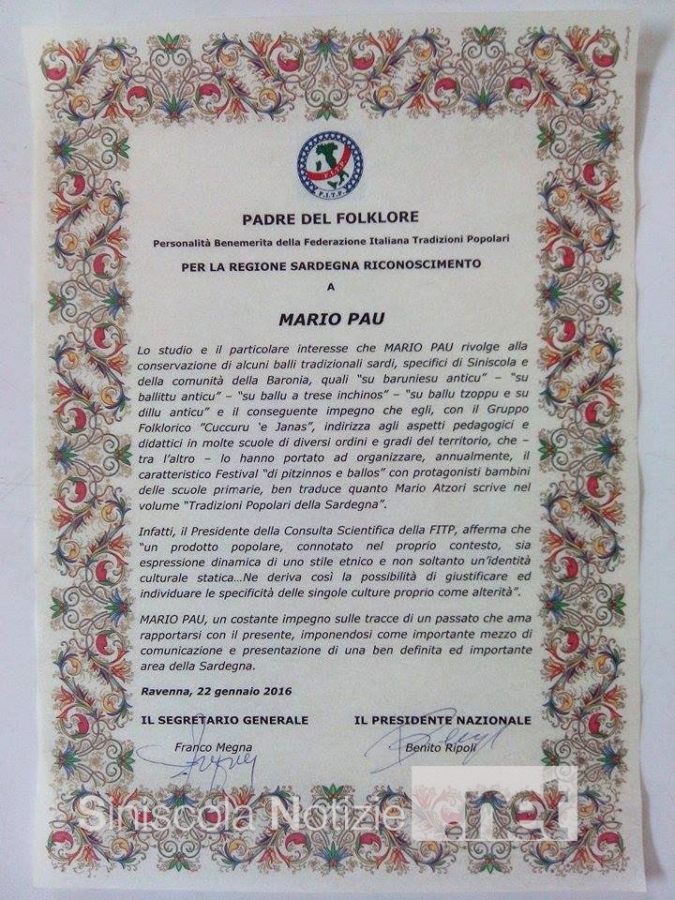 F.I.T.P.
F.I.T.P.
PADRE DEL FOLKLORE
Personalità Benemerita della Federazione Italiana Tradizioni Popolari
PER LA REGIONE SARDEGNA RICONOSCIMENTO
A
MARIO PAU
Lo studio e il particolare interesse che MARIO PAU rivolge alla
conservazione di alcuni balli tradizionali sardi, specifici di Siniscola e
della comunità della Baronia, quali “su baruniesu anticu” – “su
ballittu anticu” – “su ballu a trese inchinos” – “su ballu tzoppu e su
dillu anticu” e il conseguente impegno che egli, con il Gruppo
Folklorico “Cuccuru ‘e Janas”, indirizza agli aspetti pedagogici e
didattici in molte scuole di diversi ordini e gradi del territorio, che –
tra l’altro – lo hanno portato ad organizzare, annualmente, il
caratteristico Festival “di pitzinnos e ballos” con protagonisti bambini
delle scuole primarie, ben traduce quanto Mario Atzori scrive nel
volume “Tradizioni Popolari della Sardegna”.
Infatti, il Presidente della Consulta Scientifica della FITP, afferma che
“un prodotto popolare, connotato nel proprio contesto, sia
espressione dinamica di uno stile etnico e non soltanto un’identità
culturale statica…Ne deriva così la possibilità di giustificare ed
individuare le specificità delle singole culture proprio come alterità”.
MARIO PAU, un costante impegno sulle tracce di un passato che ama
rapportarsi con il presente, imponendosi come importante mezzo di
comunicazione e presentazione di una ben definita ed importante
area della Sardegna.
Ravenna, 22 gennaio 2016
IL SEGRETARIO GENERALE IL PRESIDENTE NAZIONALE
Franco Megna Benito Ripoli
Siniscola Notizie .net